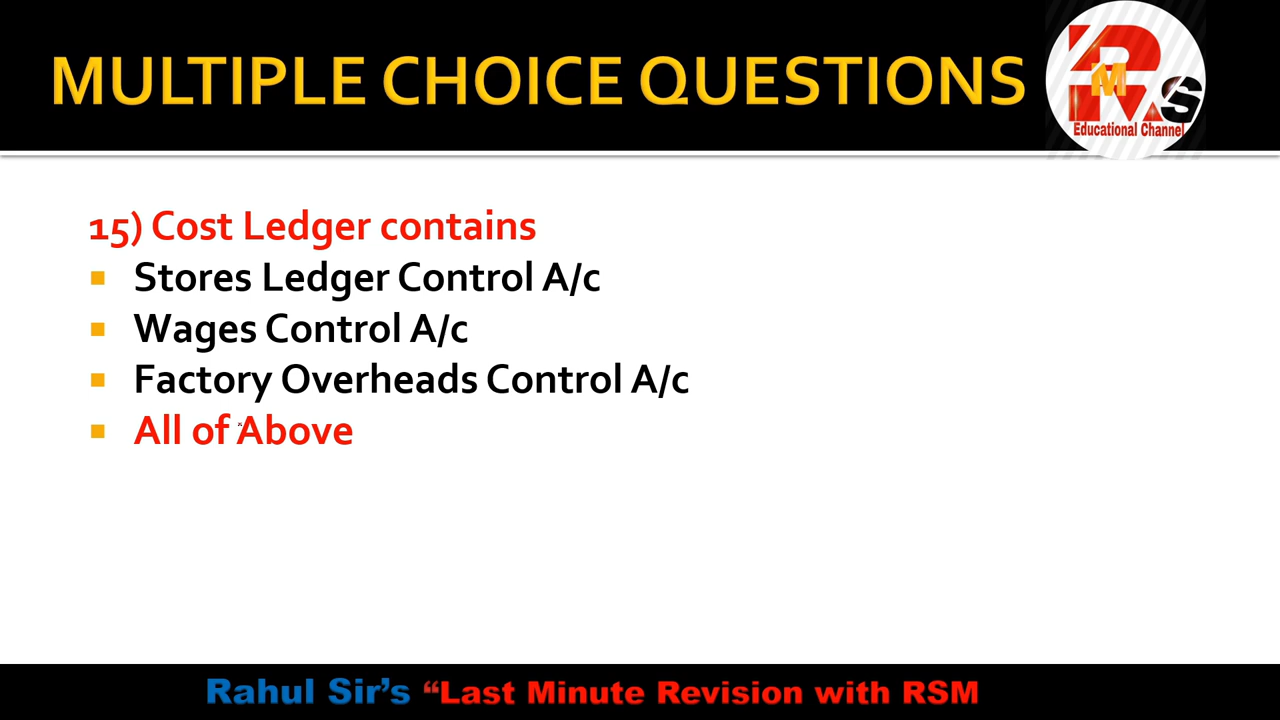 MULTIPLE CHOICE QUESTIONS
RMS
Educational Channel
15) Cost Ledger contains
Stores Ledger Control A/c
Wages Control A/c
Factory Overheads Control A/c
All of Above
Rahul Sir's “Last Minute Revision with RSM